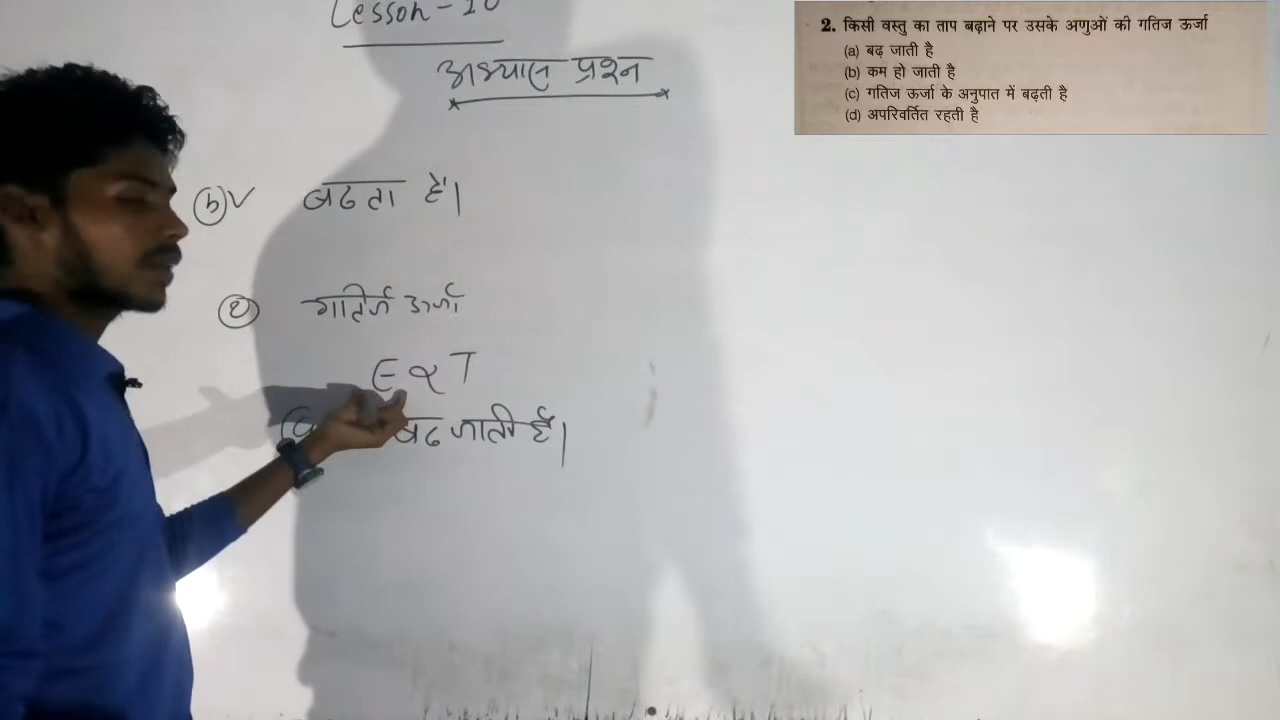 Lesson - 10
अभ्यास प्रश्न
(b) बढता है।
(2) गतिज ऊर्जा
E α T
बढ जाती है।
2. किसी वस्तु का ताप बढ़ाने पर उसके अणुओं की गतिज ऊर्जा
(a) बढ़ जाती है
(b) कम हो जाती है
(c) गतिज ऊर्जा के अनुपात में बढ़ती है
(d) अपरिवर्तित रहती है